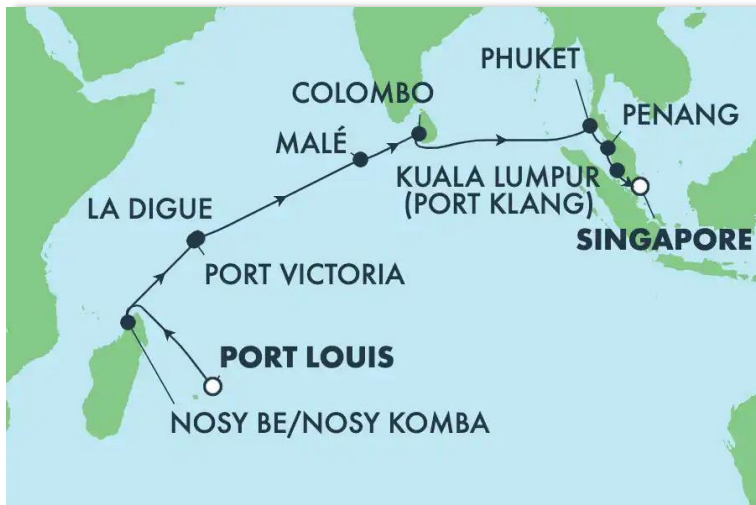 PHUKET
COLOMBO
PENANG
MALÉ
KUALA LUMPUR
(PORT KLANG)
LA DIGUE
SINGAPORE
PORT VICTORIA
PORT LOUIS
NOSY BE/NOSY KOMBA